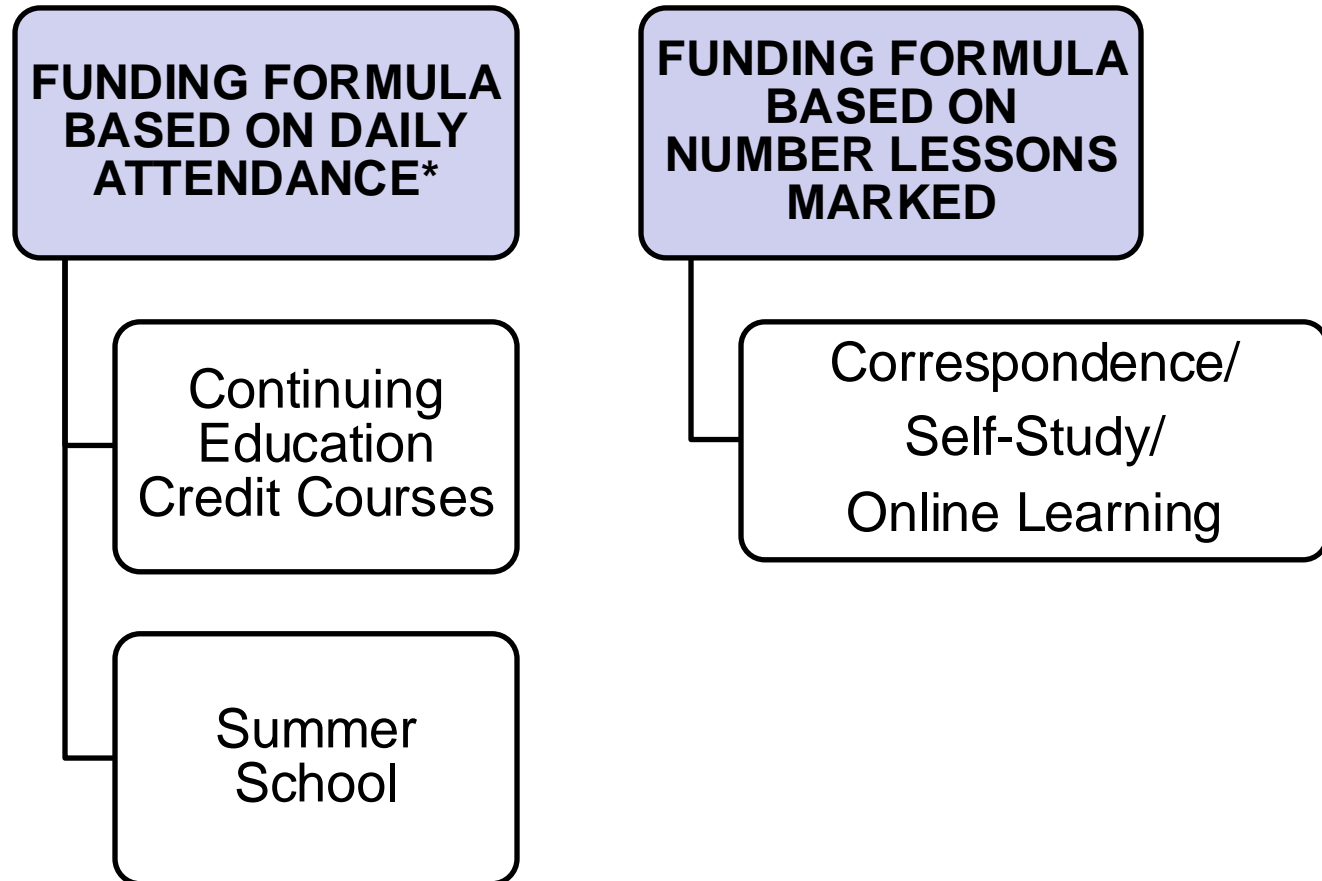 FUNDING FORMULA
BASED ON DAILY
ATTENDANCE*
Continuing
Education
Credit Courses
Summer
School
FUNDING FORMULA
BASED ON
NUMBER LESSONS
MARKED
Correspondence/
Self-Study/
Online Learning